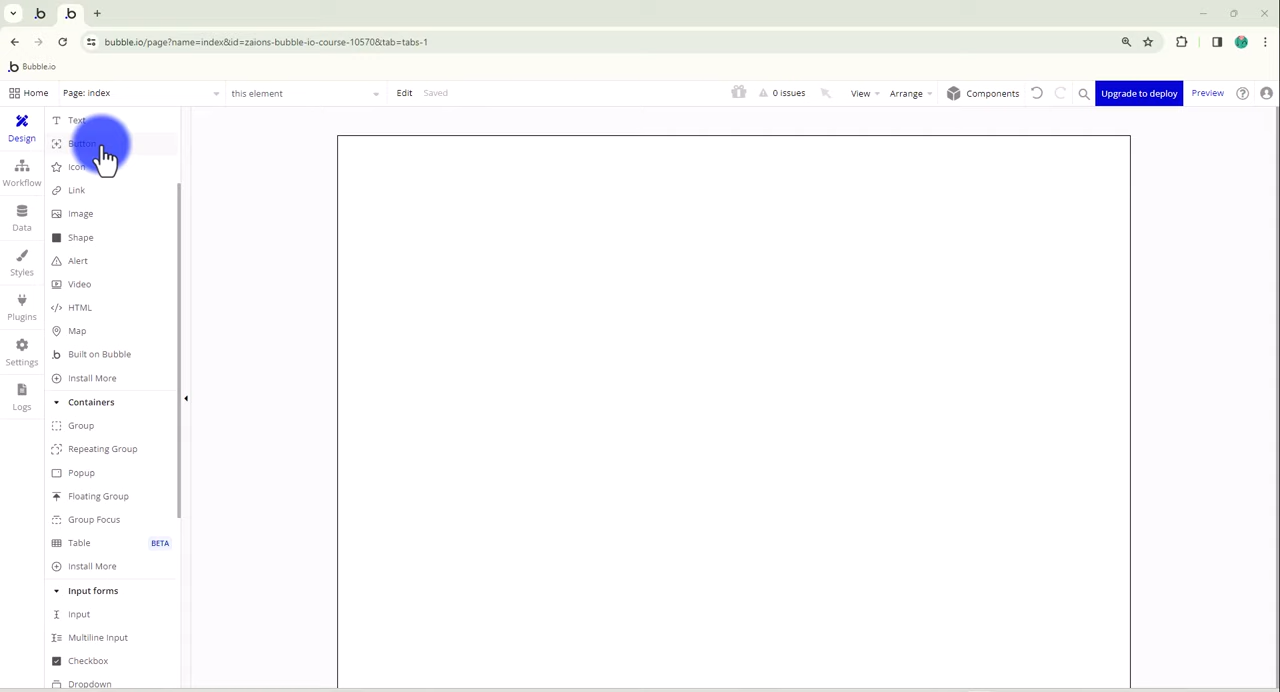 bubble.io/page?name=index&id=zaions-bubble-io-course-10570&tab=tabs-1
Bubble.io
Home Page: index this element Edit Saved 0 issues View Arrange Components Upgrade to deploy Preview
Design
Workflow
Data
Styles
Plugins
Settings
Logs
Text
Button
Icon
Link
Image
Shape
Alert
Video
HTML
Map
Built on Bubble
Install More
Containers
Group
Repeating Group
Popup
Floating Group
Group Focus
Table BETA
Install More
Input forms
Input
Multiline Input
Checkbox
Dropdown